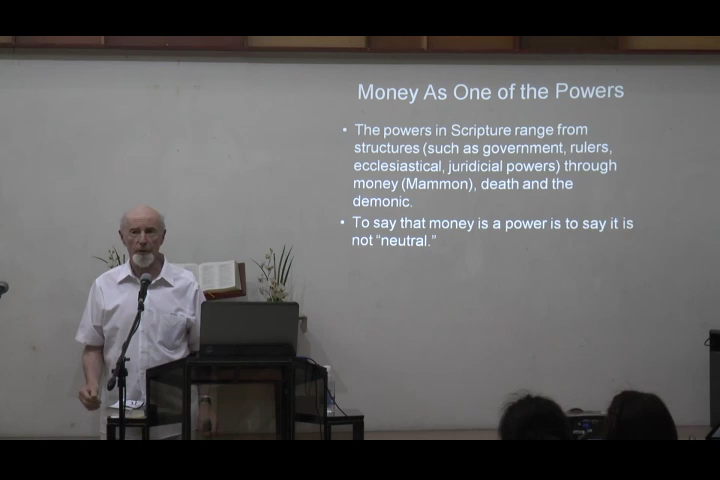 Money As One of the Powers
• The powers in Scripture range from
structures (such as government, rulers,
ecclesiastical, juridicial powers) through
money (Mammon), death and the
demonic.
• To say that money is a power is to say it is
not “neutral.”